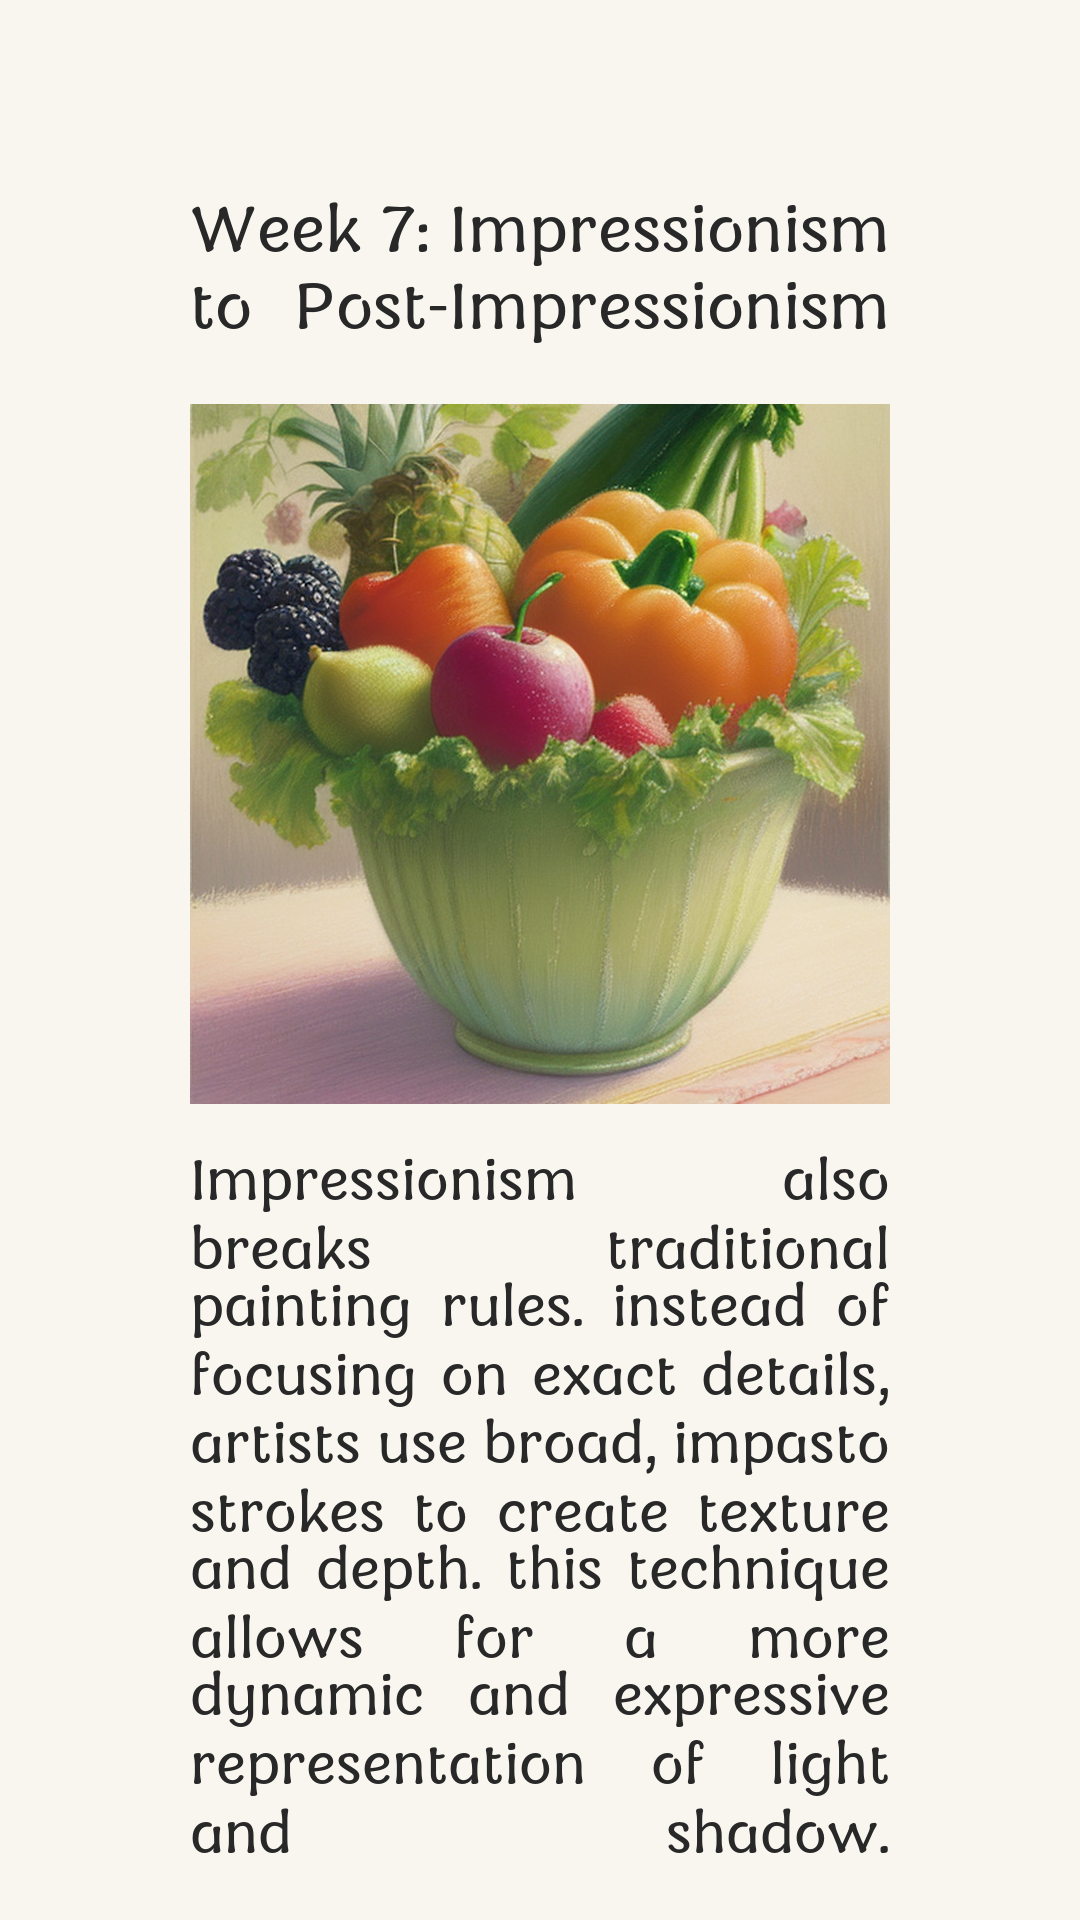 Week 7: Impressionism
to Post-Impressionism
Impressionism also
breaks traditional
painting rules. instead of
focusing on exact details,
artists use broad, impasto
strokes to create texture
and depth. this technique
allows for a more
dynamic and expressive
representation of light
and shadow.